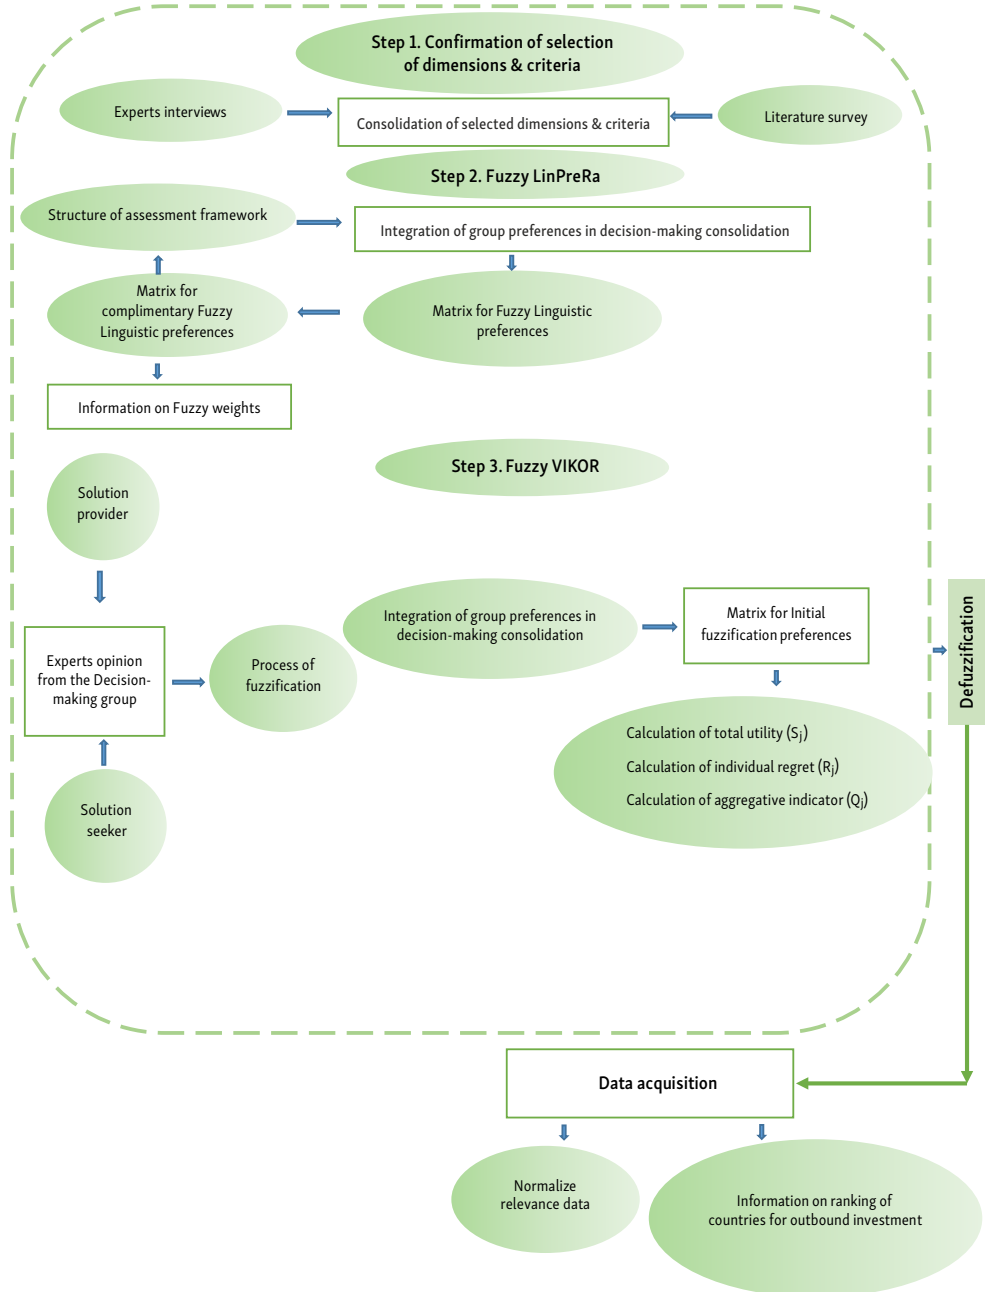 Step 1. Confirmation of selection
of dimensions & criteria
Experts interviews
Consolidation of selected dimensions & criteria
Literature survey
Step 2. Fuzzy LinPreRa
Structure of assessment framework
Integration of group preferences in decision-making consolidation
Matrix for
complimentary Fuzzy
Linguistic preferences
Matrix for Fuzzy Linguistic
preferences
Information on Fuzzy weights
Step 3. Fuzzy VIKOR
Solution
provider
Integration of group preferences in
decision-making consolidation
Matrix for Initial
fuzzification preferences
Defuzzification
Experts opinion
from the Decision-
making group
Process of
fuzzification
Calculation of total utility (Sj)
Calculation of individual regret (Rj)
Calculation of aggregative indicator (Qj)
Solution
seeker
Data acquisition
Normalize
relevance data
Information on ranking of
countries for outbound investment